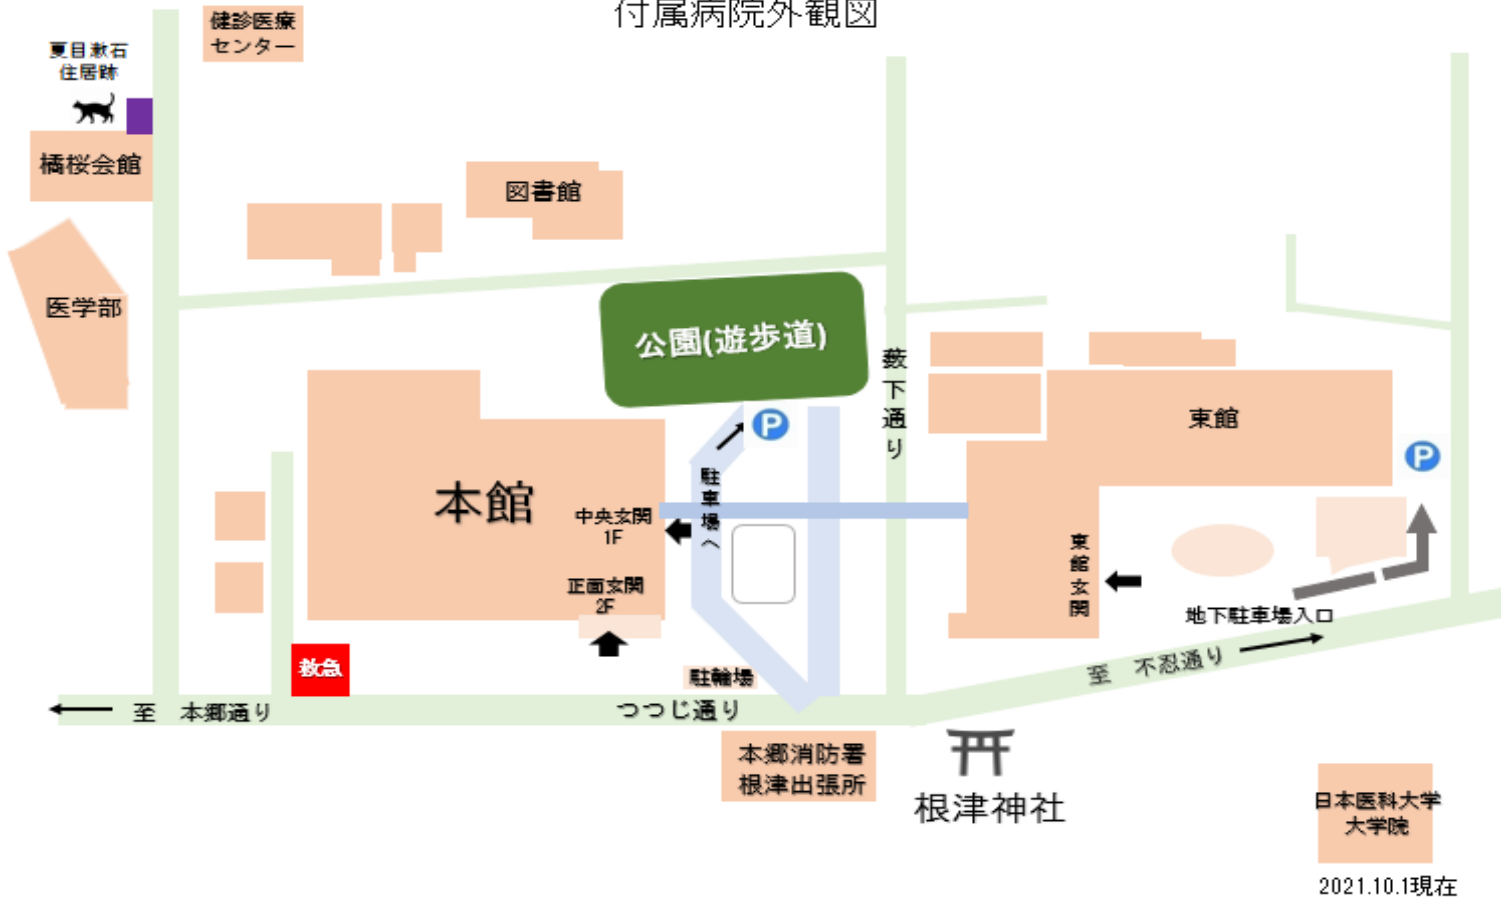 付属病院外観図
健診医療
センター
夏目漱石
住居跡
橘桜会館
図書館
医学部
公園(遊歩道)
薮下通り
東館
P
P
本館
駐車場へ
中央玄関
1F
正面玄関
2F
東館玄関
地下駐車場入口
救急
駐輪場
至 不忍通り
至 本郷通り
つつじ通り
本郷消防署
根津出張所
根津神社
日本医科大学
大学院
2021.10.1現在